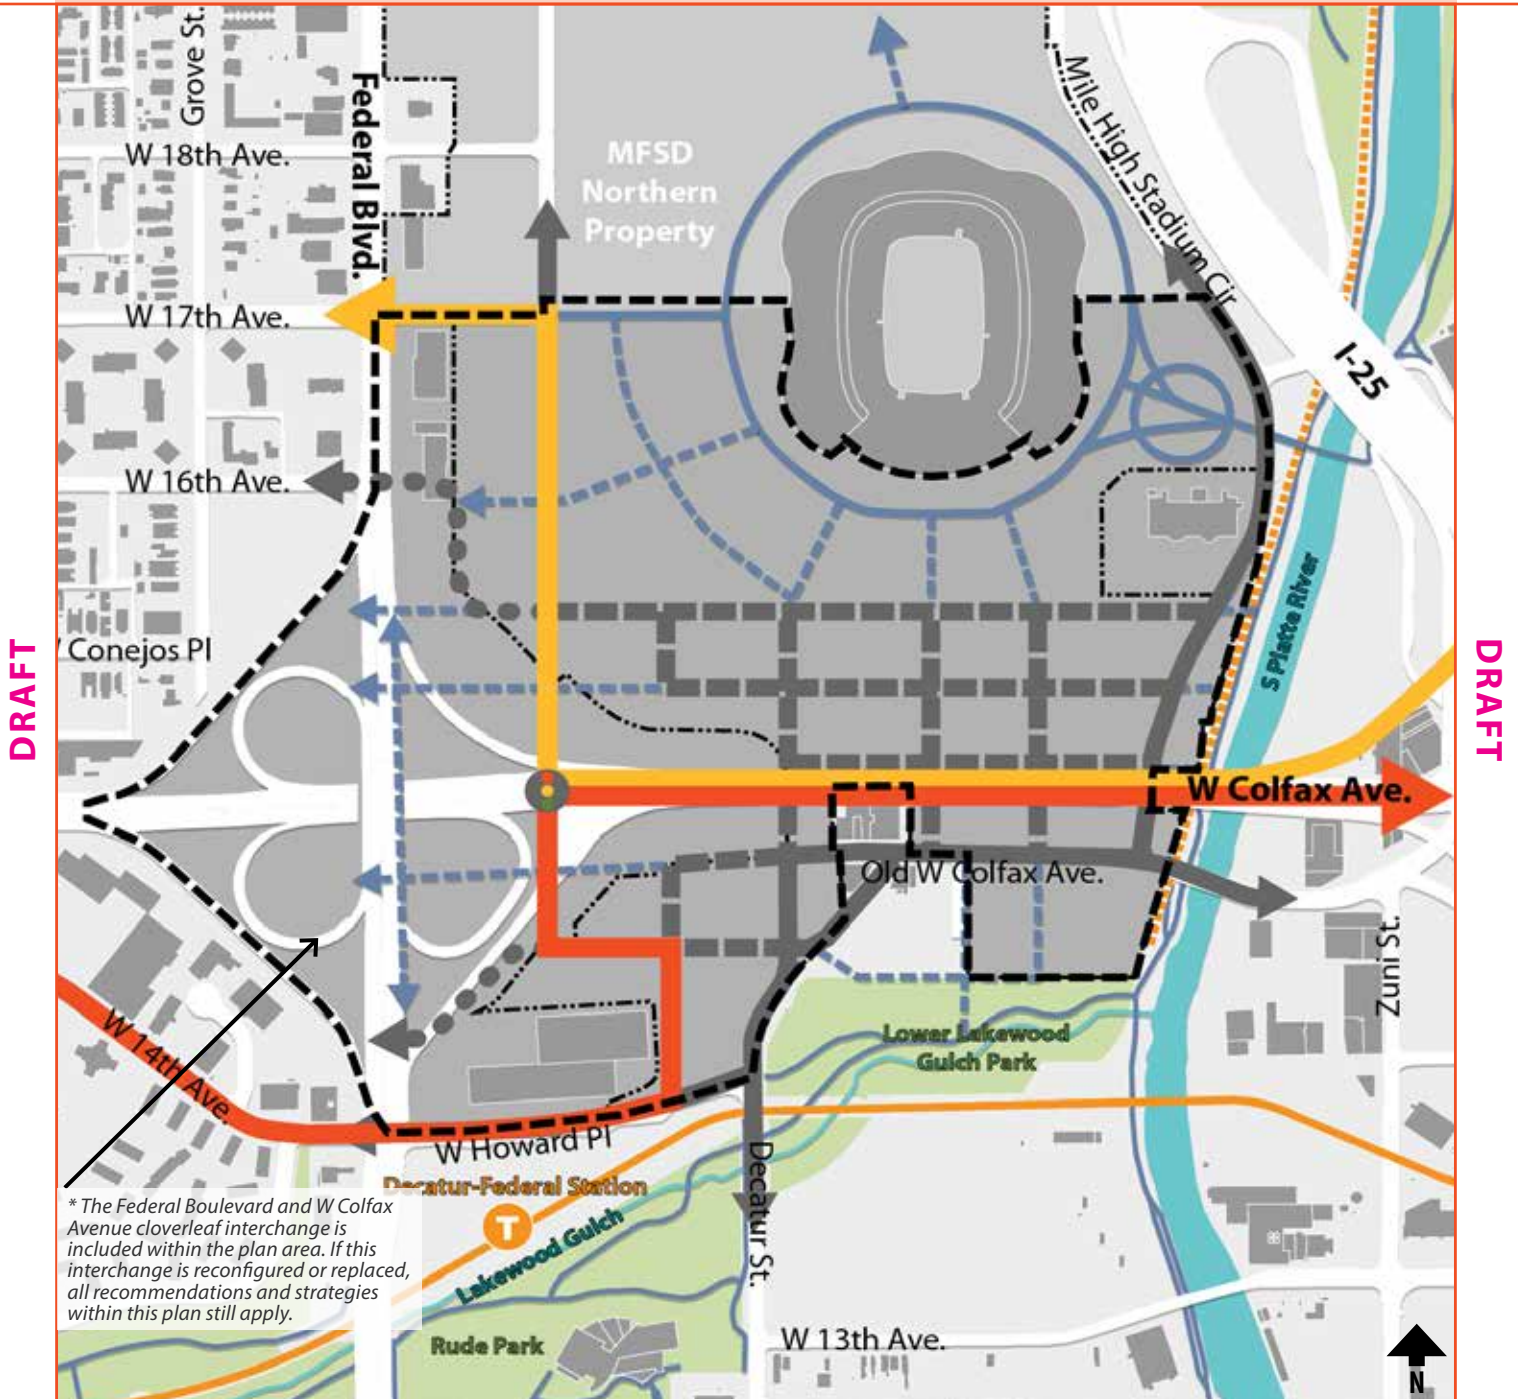 Grove St.
Federal Blvd.
Mile High Stadium Cir
W 18th Ave.
MFSD
Northern
Property
W 17th Ave.
I-25
W 16th Ave.
S Platte River
Conejos Pl
DRAFT
DRAFT
W Colfax Ave.
Old W Colfax Ave.
Zuni St.
W 14th Ave.
Lower Lakewood
Gulch Park
W Howard Pl
Decatur St.
Decatur-Federal Station
T
Lakewood Gulch
* The Federal Boulevard and W Colfax
Avenue cloverleaf interchange is
included within the plan area. If this
interchange is reconfigured or replaced,
all recommendations and strategies
within this plan still apply.
Rude Park
W 13th Ave.
N